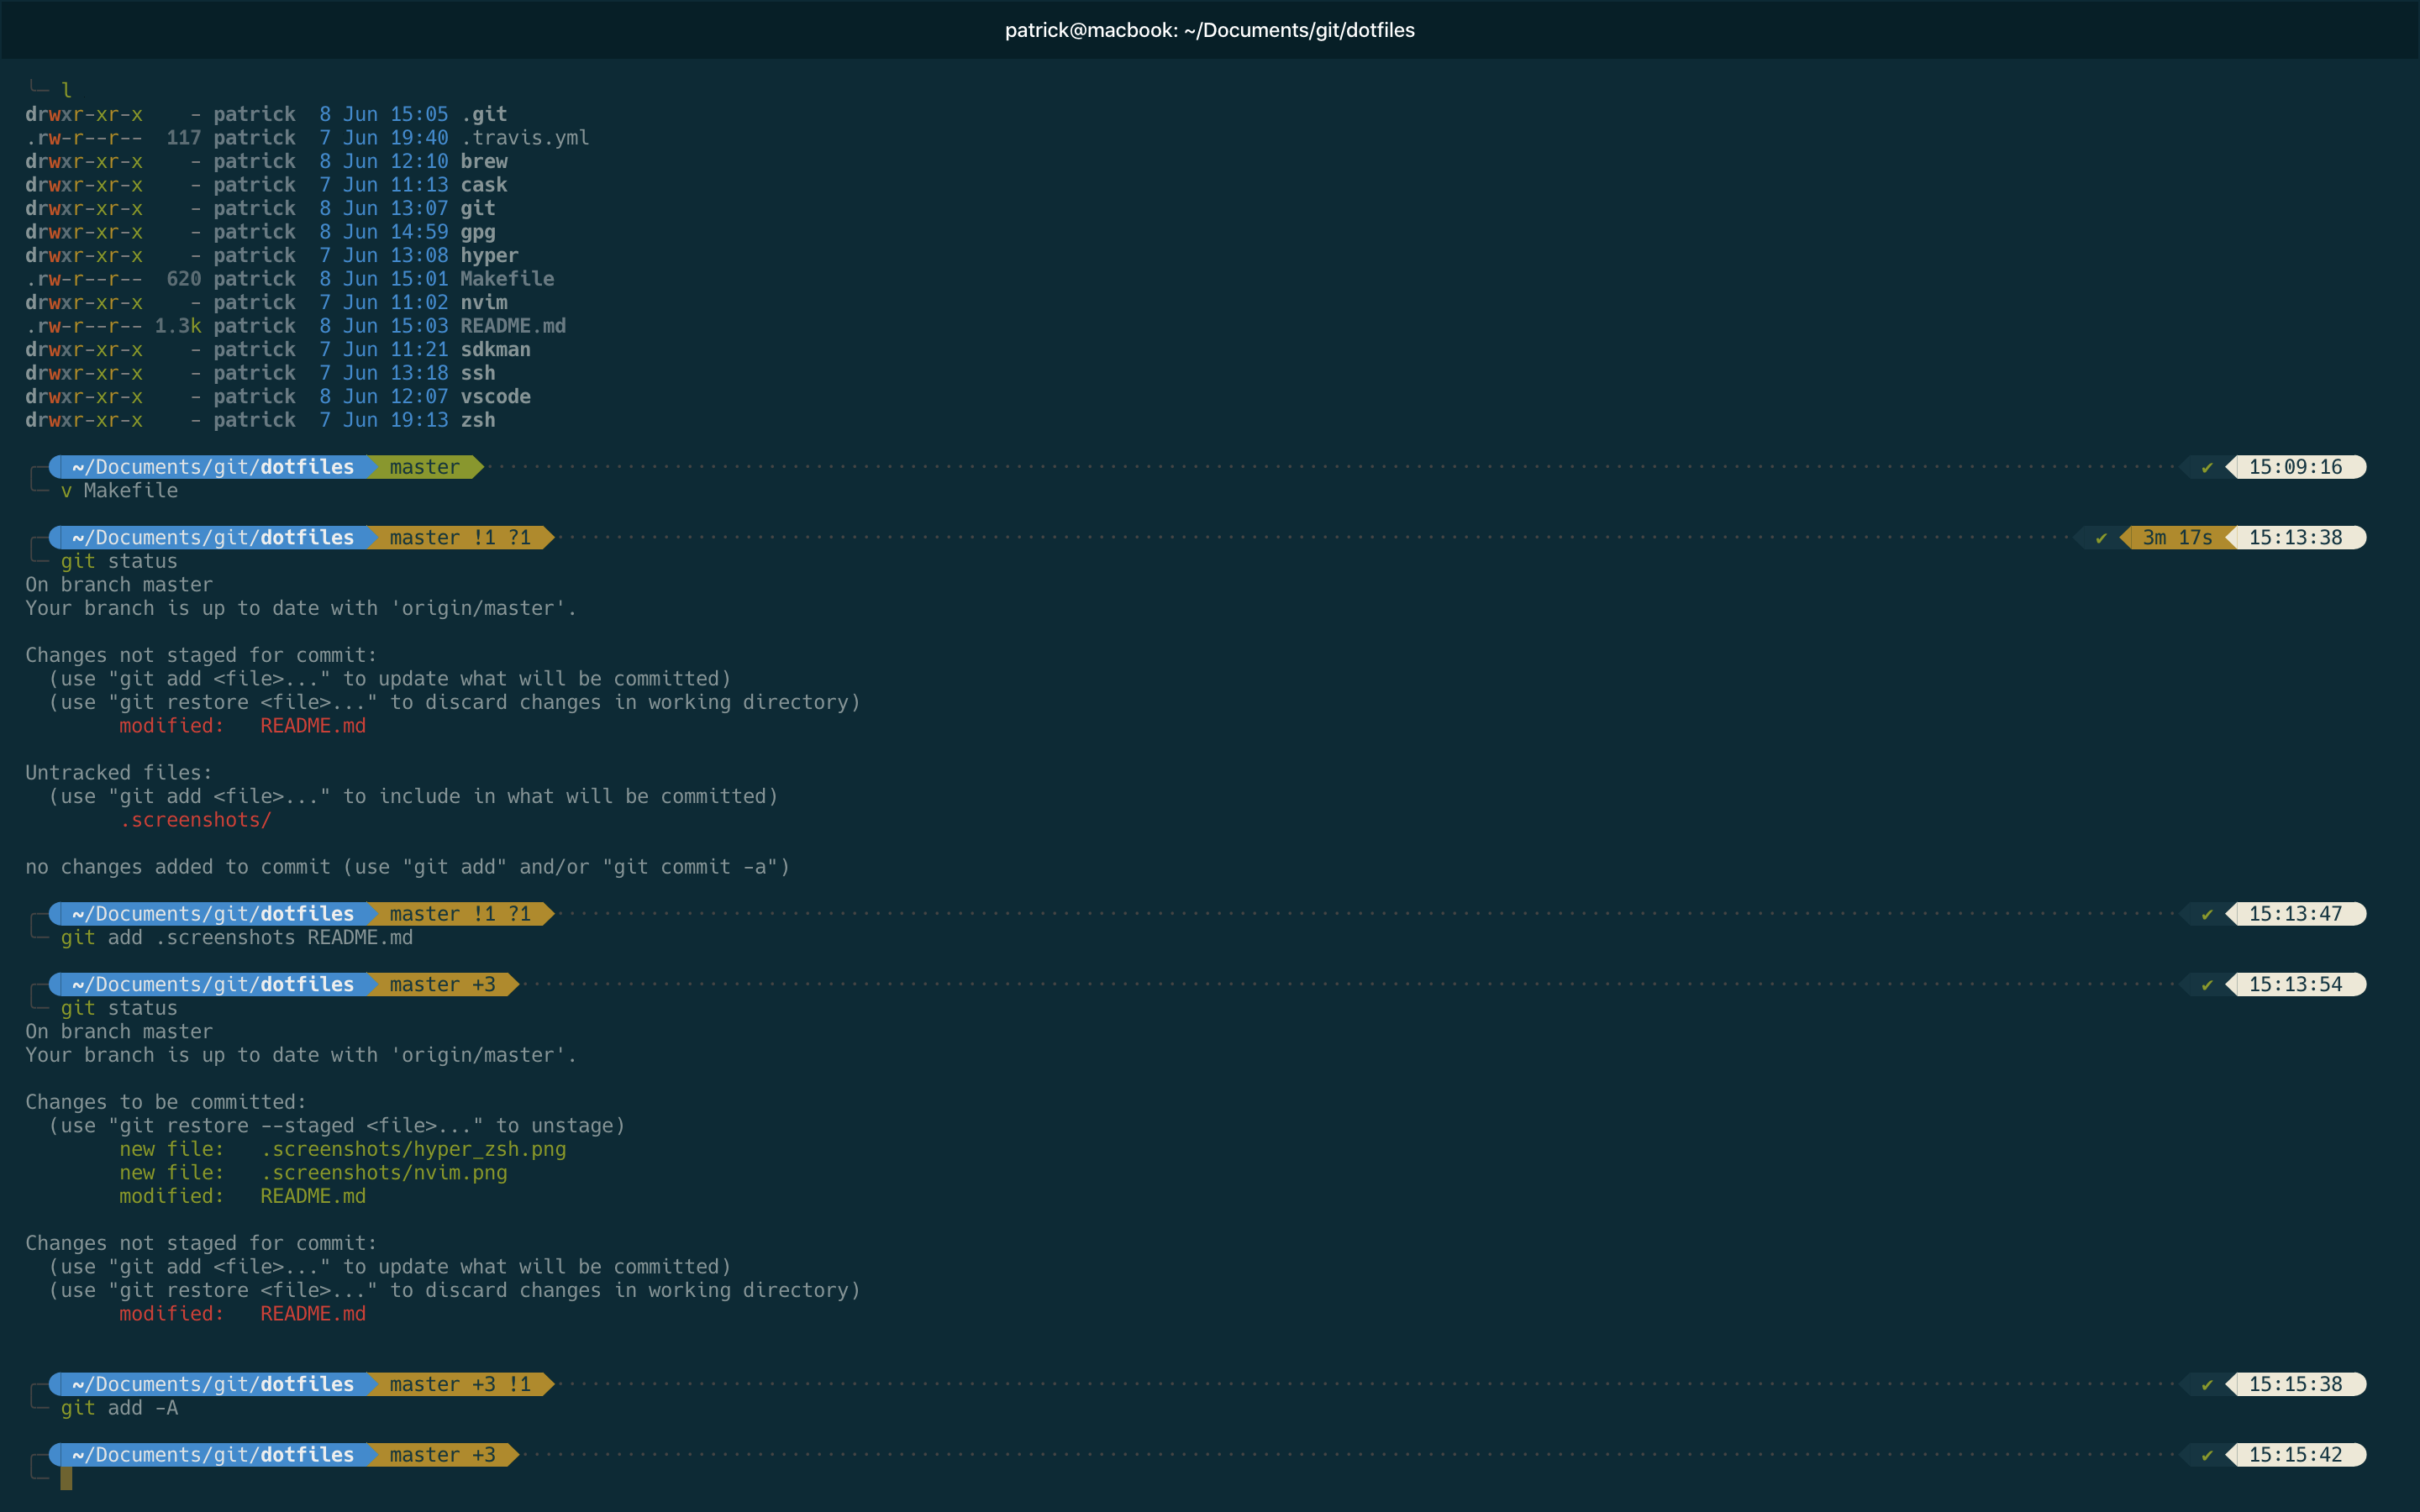 patrick@macbook: ~/Documents/git/dotfiles
l
drwxr-xr-x    - patrick  8 Jun 15:05 .git
.rw-r--r--  117 patrick  7 Jun 19:40 .travis.yml
drwxr-xr-x    - patrick  8 Jun 12:10 brew
drwxr-xr-x    - patrick  7 Jun 11:13 cask
drwxr-xr-x    - patrick  8 Jun 13:07 git
drwxr-xr-x    - patrick  8 Jun 14:59 gpg
drwxr-xr-x    - patrick  7 Jun 13:08 hyper
.rw-r--r--  620 patrick  8 Jun 15:01 Makefile
drwxr-xr-x    - patrick  7 Jun 11:02 nvim
.rw-r--r-- 1.3k patrick  8 Jun 15:03 README.md
drwxr-xr-x    - patrick  7 Jun 11:21 sdkman
drwxr-xr-x    - patrick  7 Jun 13:18 ssh
drwxr-xr-x    - patrick  8 Jun 12:07 vscode
drwxr-xr-x    - patrick  7 Jun 19:13 zsh
~/Documents/git/dotfiles master ✔ 15:09:16
v Makefile
~/Documents/git/dotfiles master !1 ?1 ✔ 3m 17s 15:13:38
git status
On branch master
Your branch is up to date with 'origin/master'.
Changes not staged for commit:
  (use "git add <file>..." to update what will be committed)
  (use "git restore <file>..." to discard changes in working directory)
        modified:   README.md
Untracked files:
  (use "git add <file>..." to include in what will be committed)
        .screenshots/
no changes added to commit (use "git add" and/or "git commit -a")
~/Documents/git/dotfiles master !1 ?1 ✔ 15:13:47
git add .screenshots README.md
~/Documents/git/dotfiles master +3 ✔ 15:13:54
git status
On branch master
Your branch is up to date with 'origin/master'.
Changes to be committed:
  (use "git restore --staged <file>..." to unstage)
        new file:   .screenshots/hyper_zsh.png
        new file:   .screenshots/nvim.png
        modified:   README.md
Changes not staged for commit:
  (use "git add <file>..." to update what will be committed)
  (use "git restore <file>..." to discard changes in working directory)
        modified:   README.md
~/Documents/git/dotfiles master +3 !1 ✔ 15:15:38
git add -A
~/Documents/git/dotfiles master +3 ✔ 15:15:42